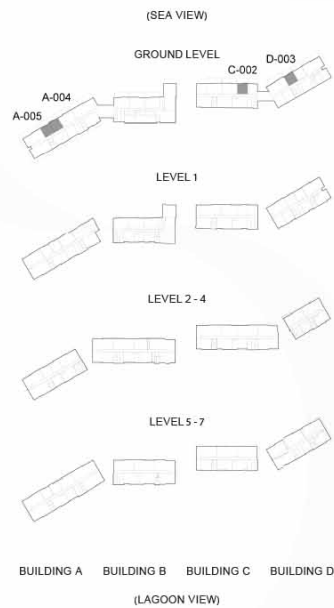 (SEA VIEW)
GROUND LEVEL
D-003
C-002
A-004
A-005
LEVEL 1
LEVEL 2 - 4
LEVEL 5 - 7
BUILDING A BUILDING B BUILDING C BUILDING D
(LAGOON VIEW)